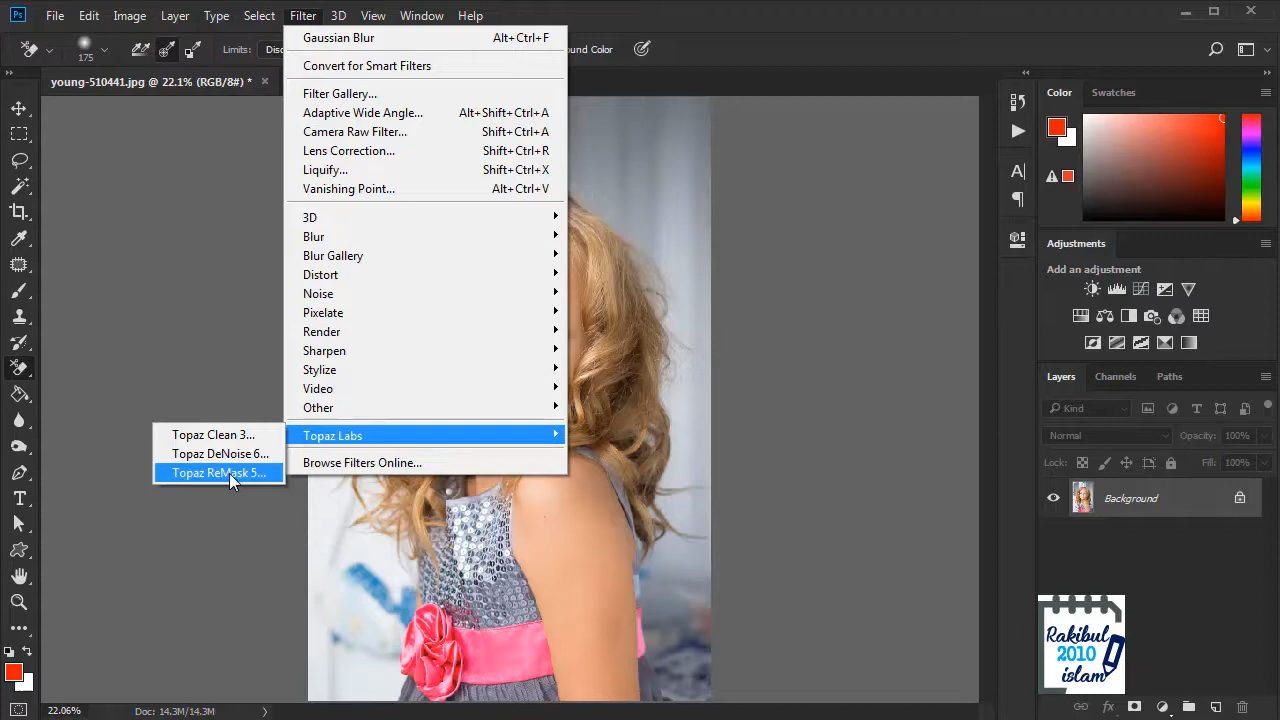 Ps File Edit Image Layer Type Select Filter 3D View Window Help
175 Limits:
young-510441.jpg @ 22.1% (RGB/8#) *
Gaussian Blur Alt+Ctrl+F
Convert for Smart Filters
Filter Gallery...
Adaptive Wide Angle... Alt+Shift+Ctrl+A
Camera Raw Filter... Shift+Ctrl+A
Lens Correction... Shift+Ctrl+R
Liquify... Shift+Ctrl+X
Vanishing Point... Alt+Ctrl+V
3D
Blur
Blur Gallery
Distort
Noise
Pixelate
Render
Sharpen
Stylize
Video
Other
Topaz Labs
Browse Filters Online...
Topaz Clean 3...
Topaz DeNoise 6...
Topaz ReMask 5...
Color Swatches
Adjustments
Add an adjustment
Layers Channels Paths
Kind
Normal Opacity: 100%
Lock: Fill: 100%
Background
Rakibul
2010
islam
22.06% Doc: 14.3M/14.3M